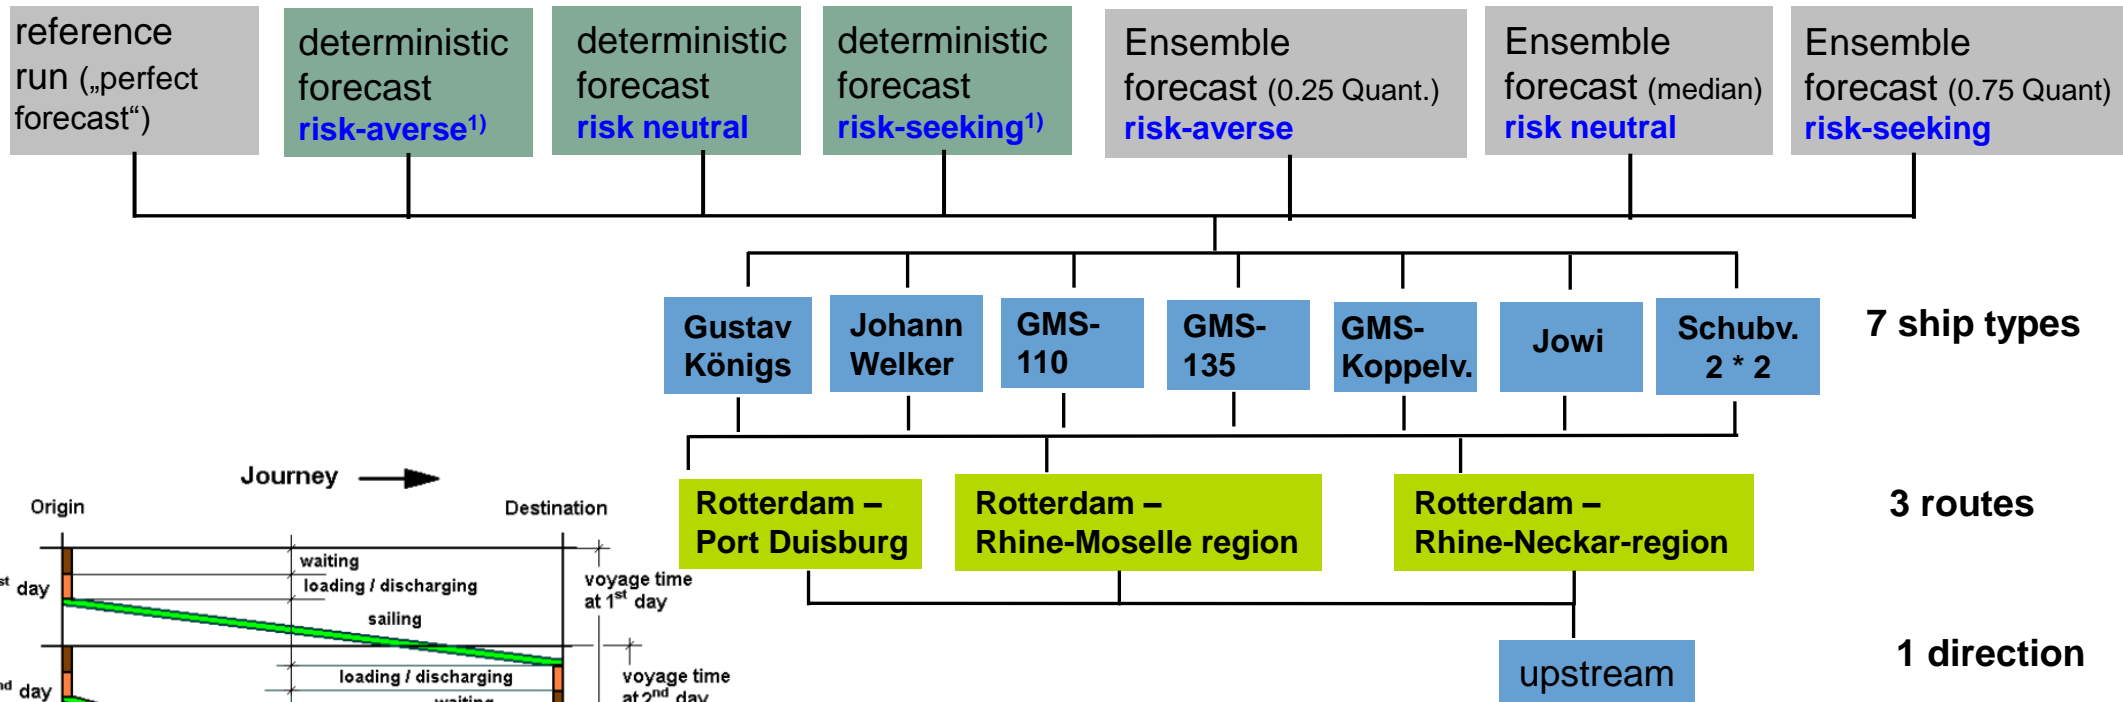 reference
run („perfect
forecast“)
deterministic
forecast
risk-averse1)
deterministic
forecast
risk neutral
deterministic
forecast
risk-seeking1)
Ensemble
forecast (0.25 Quant.)
risk-averse
Ensemble
forecast (median)
risk neutral
Ensemble
forecast (0.75 Quant)
risk-seeking
Gustav
Königs
Johann
Welker
GMS-
110
GMS-
135
GMS-
Koppelv.
Jowi
Schubv.
2 * 2
7 ship types
Rotterdam –
Port Duisburg
Rotterdam –
Rhine-Moselle region
Rotterdam –
Rhine-Neckar-region
3 routes
upstream
1 direction
Journey
Origin
Destination
waiting
loading / discharging
sailing
st day
voyage time
at 1st day
loading / discharging
waiting
nd day
voyage time
at 2nd day